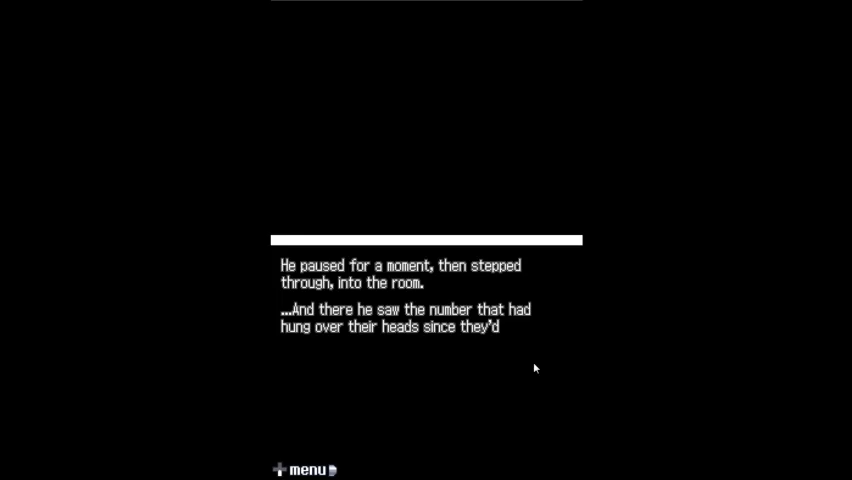 He paused for a moment, then stepped
through, into the room.
...And there he saw the number that had
hung over their heads since they'd
menu